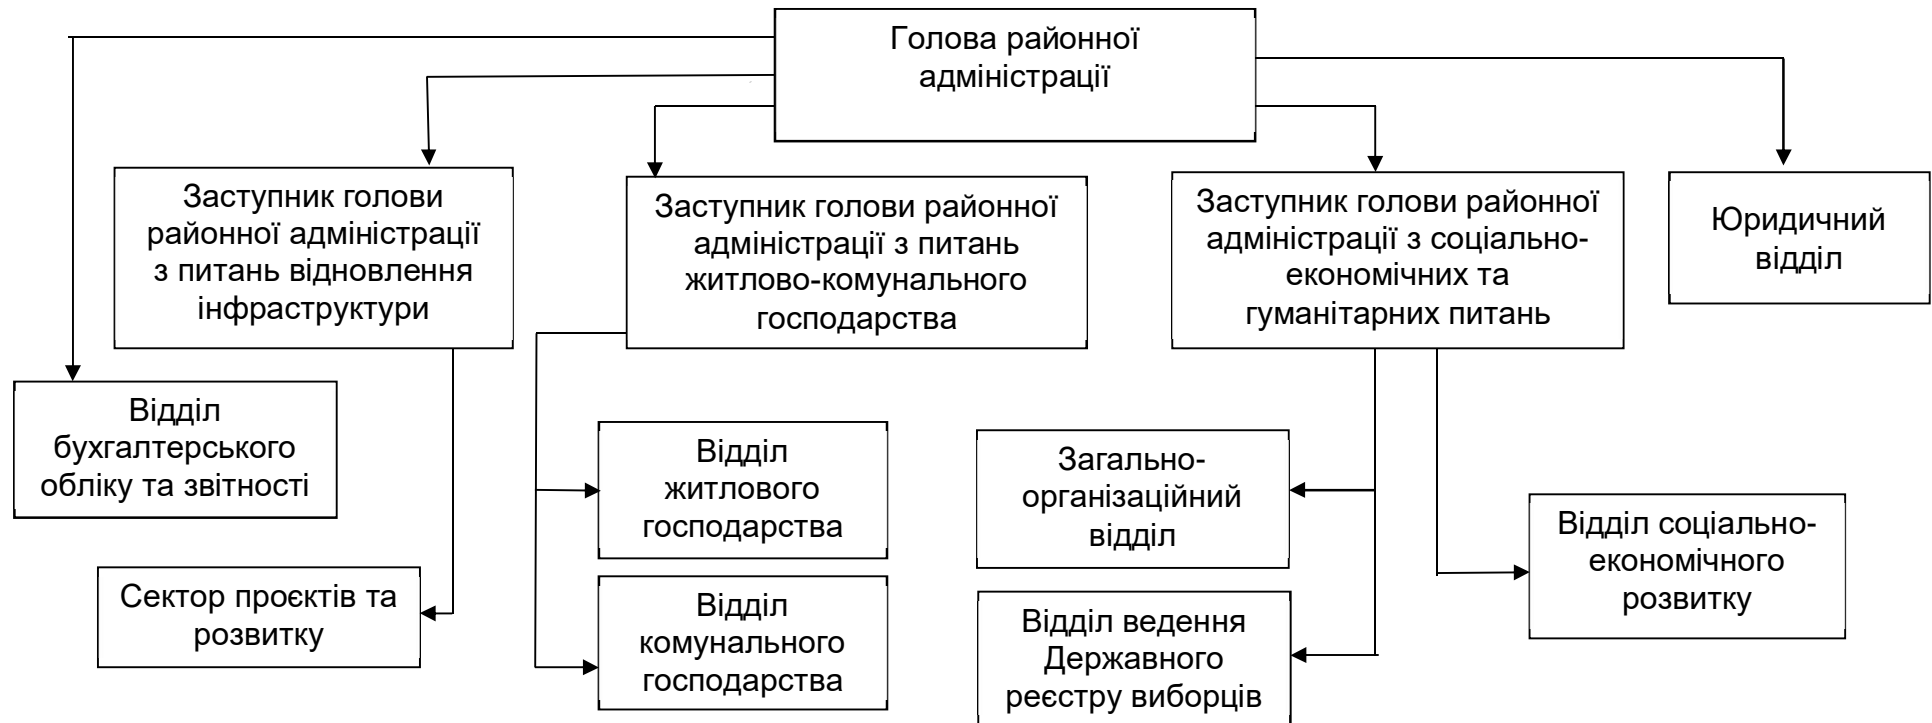 Голова районної
адміністрації
Заступник голови
районної адміністрації
з питань відновлення
інфраструктури
Заступник голови районної
адміністрації з питань
житлово-комунального
господарства
Заступник голови районної
адміністрації з соціально-
економічних та
гуманітарних питань
Юридичний
відділ
Відділ
бухгалтерського
обліку та звітності
Відділ
житлового
господарства
Загально-
організаційний
відділ
Відділ соціально-
економічного
розвитку
Сектор проєктів та
розвитку
Відділ
комунального
господарства
Відділ ведення
Державного
реєстру виборців